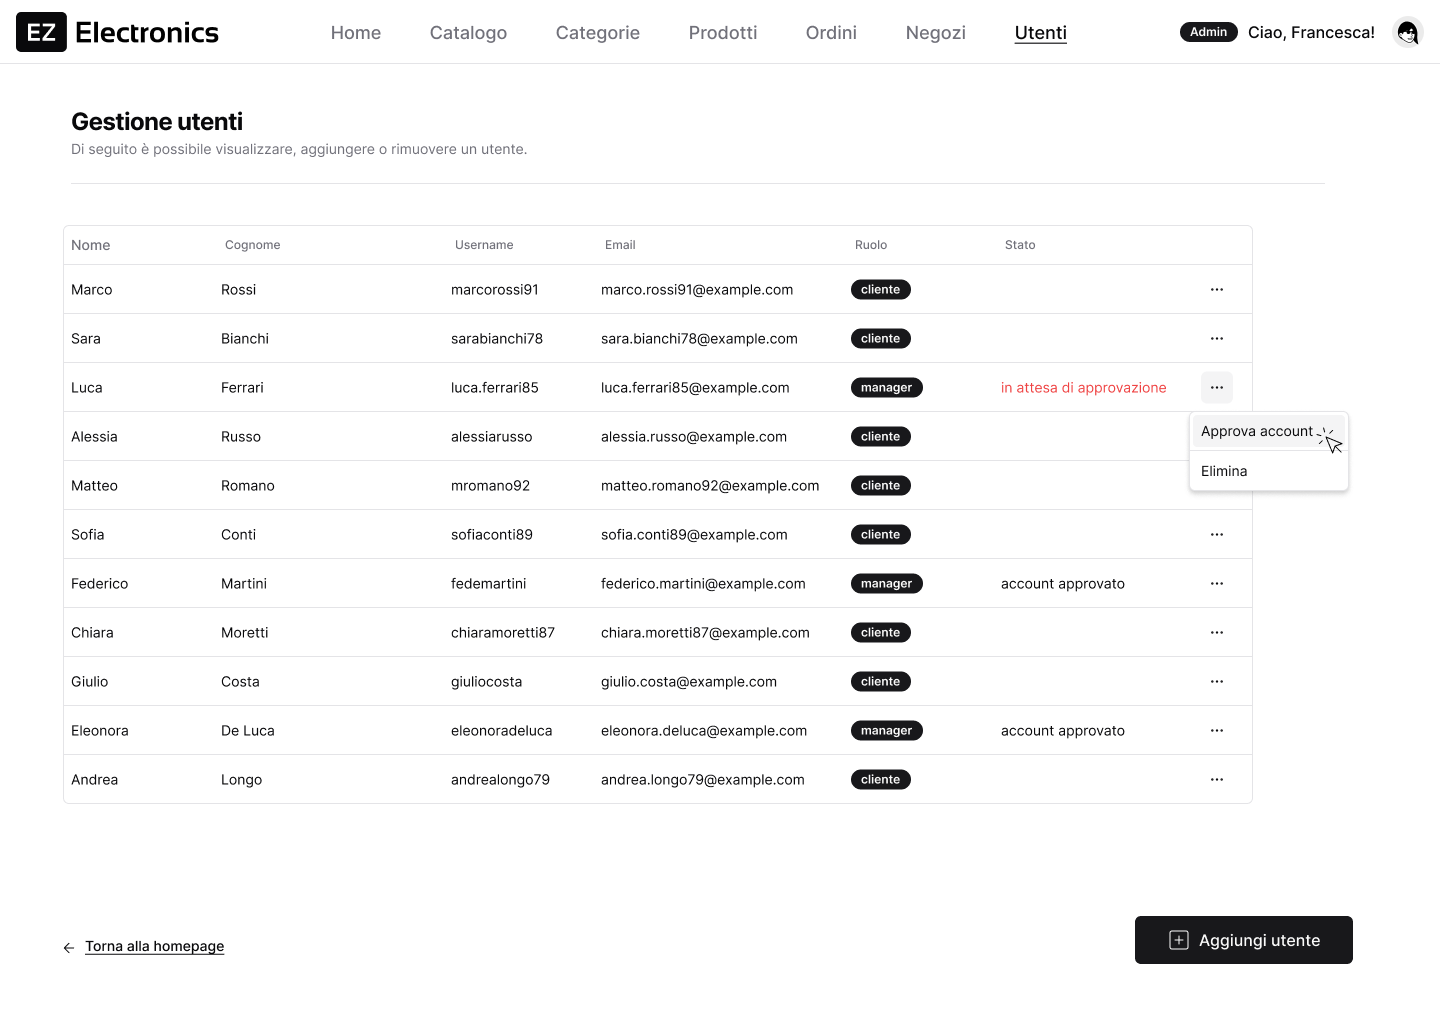 EZ Electronics Home Catalogo Categorie Prodotti Ordini Negozi Utenti Admin Ciao, Francesca!
Gestione utenti
Di seguito è possibile visualizzare, aggiungere o rimuovere un utente.
Nome Cognome Username Email Ruolo Stato
Marco Rossi marcorossi91 marco.rossi91@example.com cliente
Sara Bianchi sarabianchi78 sara.bianchi78@example.com cliente
Luca Ferrari luca.ferrari85 luca.ferrari85@example.com manager in attesa di approvazione
Approva account
Alessia Russo alessiarusso alessia.russo@example.com cliente
Elimina
Matteo Romano mromano92 matteo.romano92@example.com cliente
Sofia Conti sofiaconti89 sofia.conti89@example.com cliente
Federico Martini fedemartini federico.martini@example.com manager account approvato
Chiara Moretti chiaramoretti87 chiara.moretti87@example.com cliente
Giulio Costa giuliocosta giulio.costa@example.com cliente
Eleonora De Luca eleonoradeluca eleonora.deluca@example.com manager account approvato
Andrea Longo andrealongo79 andrea.longo79@example.com cliente
Torna alla homepage
Aggiungi utente